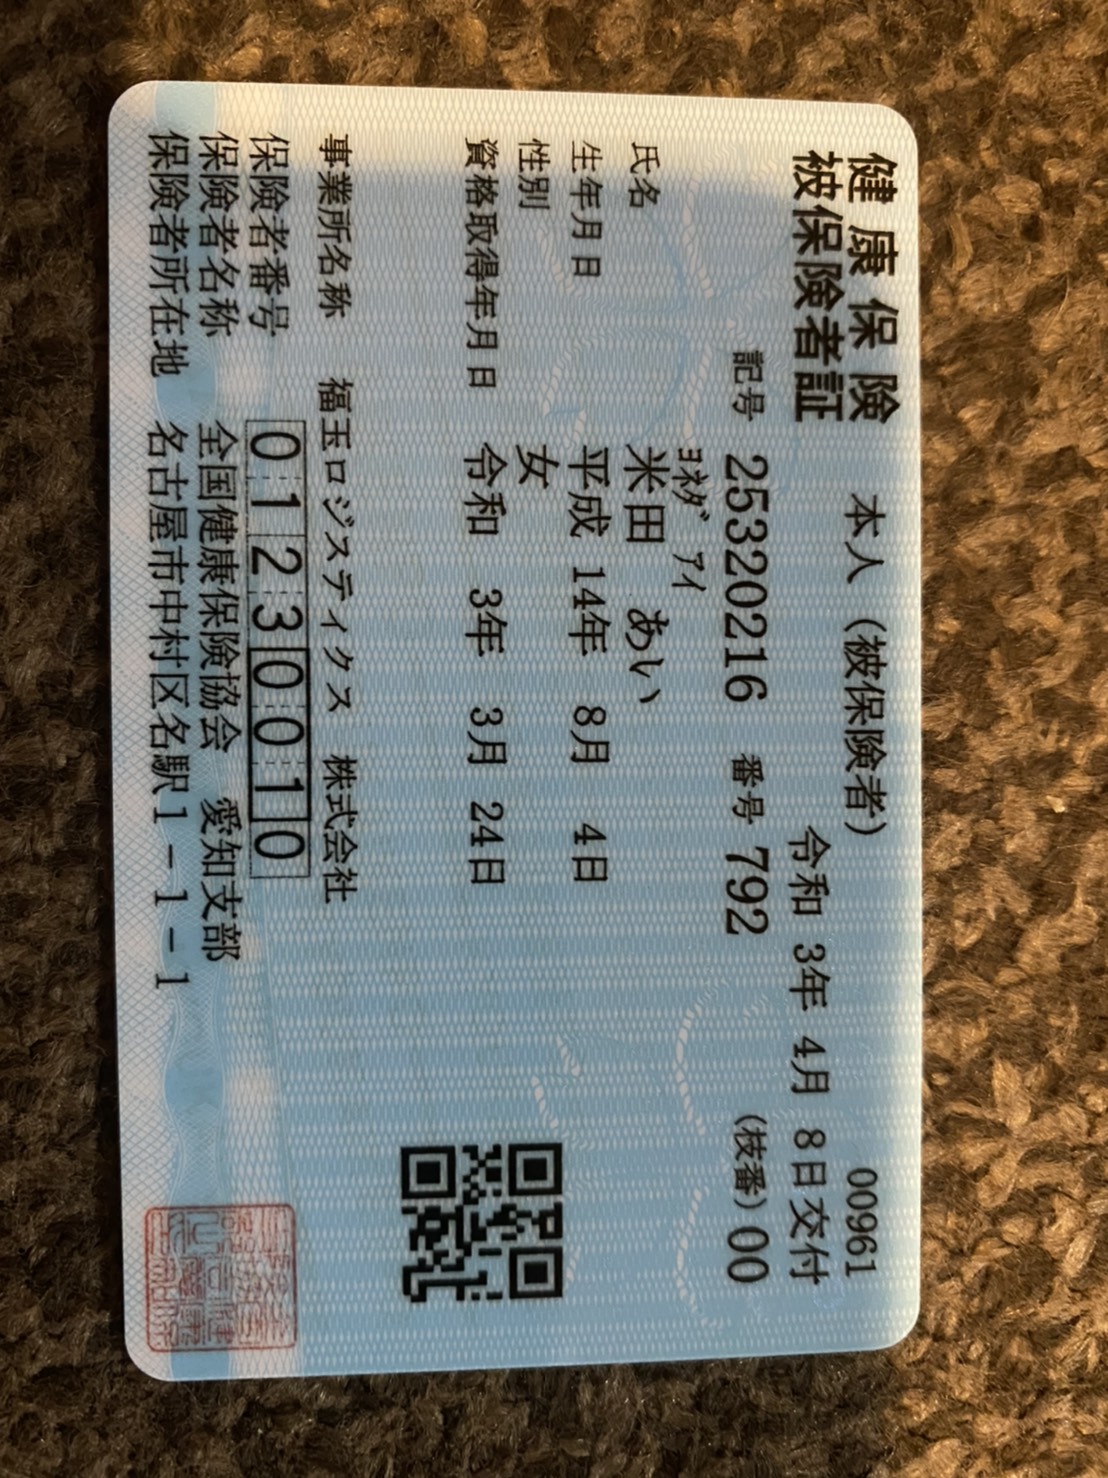 健康保険 本人（被保険者） 00961
被保険者証 令和 3年 4月 8日交付
記号 25320216 番号 792 (枝番) 00
ﾖﾈﾀﾞ ｱｲ
氏名 米田 あい
生年月日 平成 14年 8月 4日
性別 女
資格取得年月日 令和 3年 3月 24日
事業所名称 福玉ロジスティクス 株式会社
保険者番号 01230010
保険者名称 全国健康保険協会 愛知支部
保険者所在地 名古屋市中村区名駅1-1-1